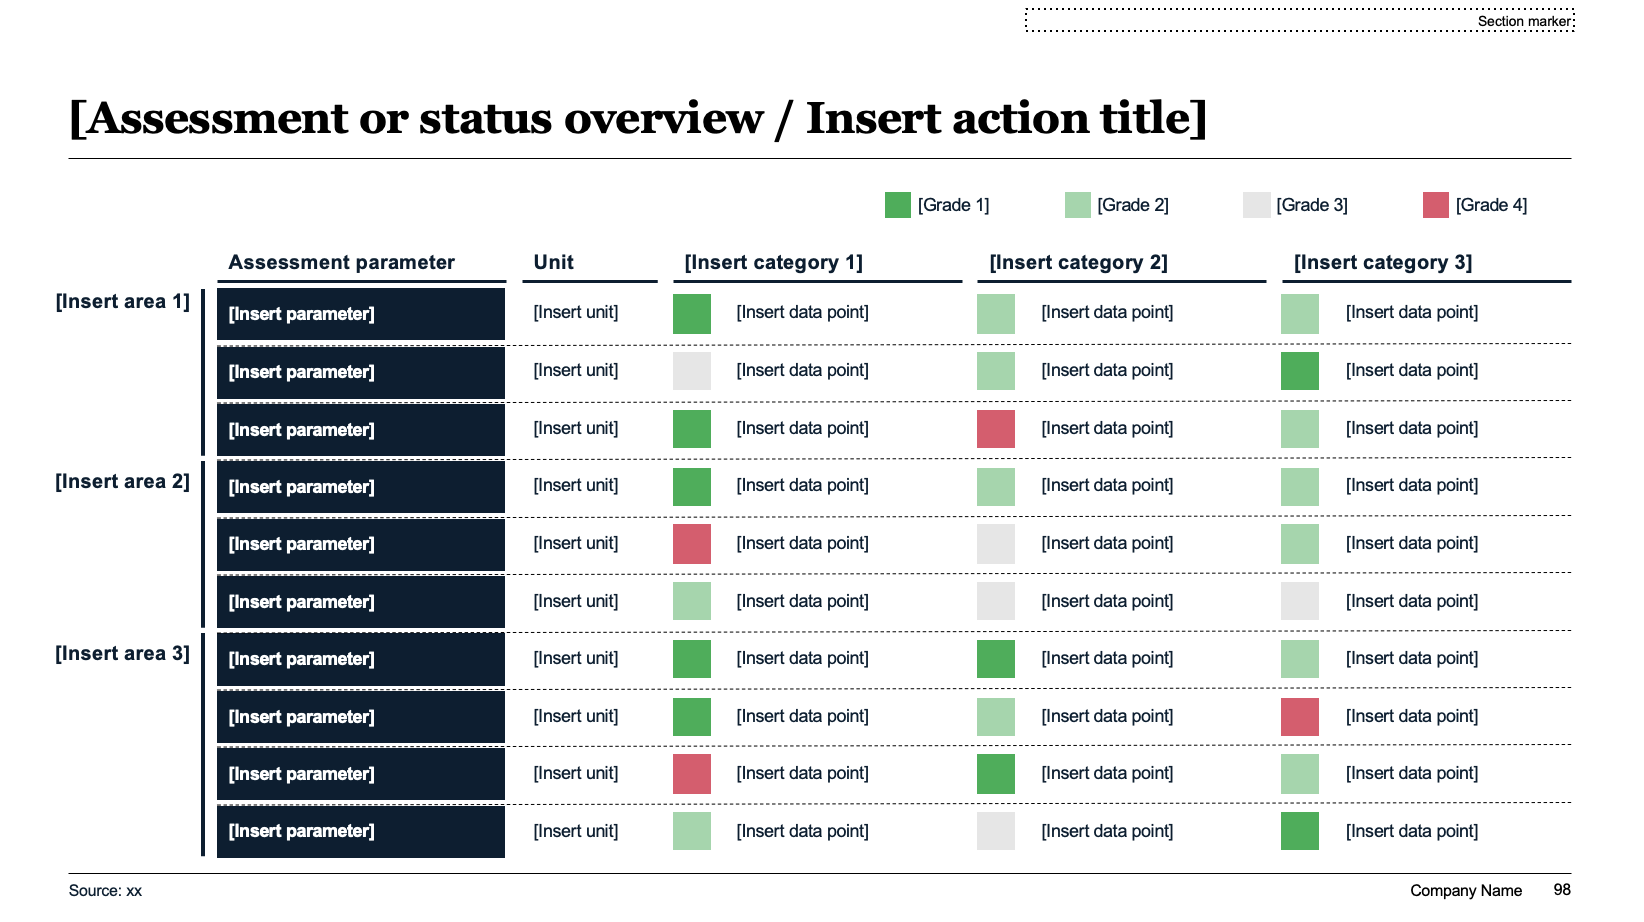 Section marker
[Assessment or status overview / Insert action title]
[Grade 1] [Grade 2] [Grade 3] [Grade 4]
Assessment parameter Unit [Insert category 1] [Insert category 2] [Insert category 3]
[Insert area 1]
[Insert parameter] [Insert unit] [Insert data point] [Insert data point] [Insert data point]
[Insert parameter] [Insert unit] [Insert data point] [Insert data point] [Insert data point]
[Insert parameter] [Insert unit] [Insert data point] [Insert data point] [Insert data point]
[Insert area 2]
[Insert parameter] [Insert unit] [Insert data point] [Insert data point] [Insert data point]
[Insert parameter] [Insert unit] [Insert data point] [Insert data point] [Insert data point]
[Insert parameter] [Insert unit] [Insert data point] [Insert data point] [Insert data point]
[Insert area 3]
[Insert parameter] [Insert unit] [Insert data point] [Insert data point] [Insert data point]
[Insert parameter] [Insert unit] [Insert data point] [Insert data point] [Insert data point]
[Insert parameter] [Insert unit] [Insert data point] [Insert data point] [Insert data point]
[Insert parameter] [Insert unit] [Insert data point] [Insert data point] [Insert data point]
Source: xx Company Name 98